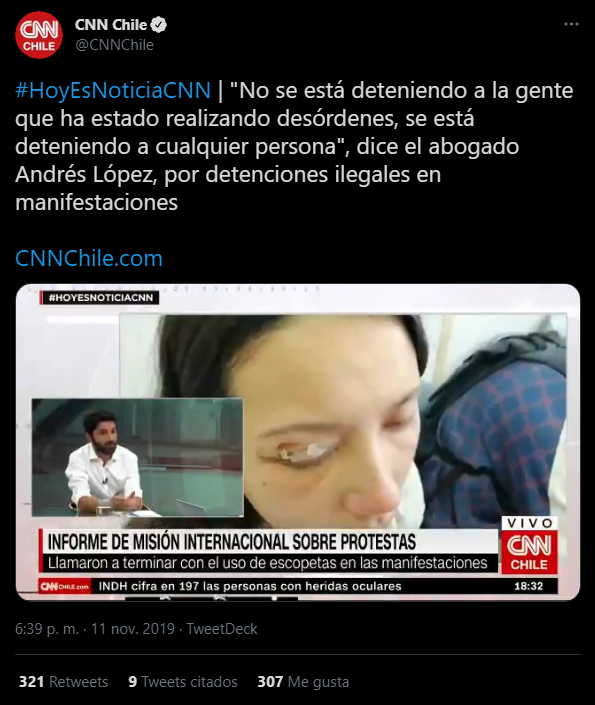 CNN Chile
@CNNChile
#HoyEsNoticiaCNN | "No se está deteniendo a la gente
que ha estado realizando desórdenes, se está
deteniendo a cualquier persona", dice el abogado
Andrés López, por detenciones ilegales en
manifestaciones
CNNChile.com
#HOYESNOTICIACNN
INFORME DE MISIÓN INTERNACIONAL SOBRE PROTESTAS
Llamaron a terminar con el uso de escopetas en las manifestaciones
VIVO
CNN
CHILE
CNNCHILE.com INDH cifra en 197 las personas con heridas oculares 18:32
6:39 p. m. · 11 nov. 2019 · TweetDeck
321 Retweets 9 Tweets citados 307 Me gusta